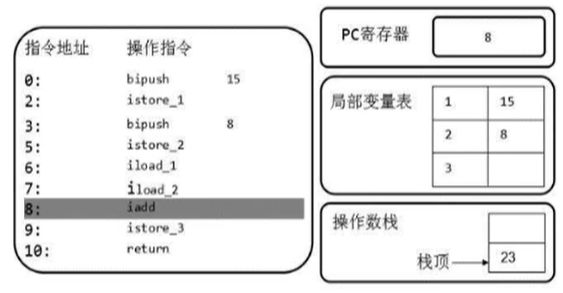 指令地址 操作指令
0: bipush 15
2: istore_1
3: bipush 8
5: istore_2
6: iload_1
7: iload_2
8: iadd
9: istore_3
10: return
PC寄存器 8
局部变量表 1 15
2 8
3
操作数栈
栈顶 23